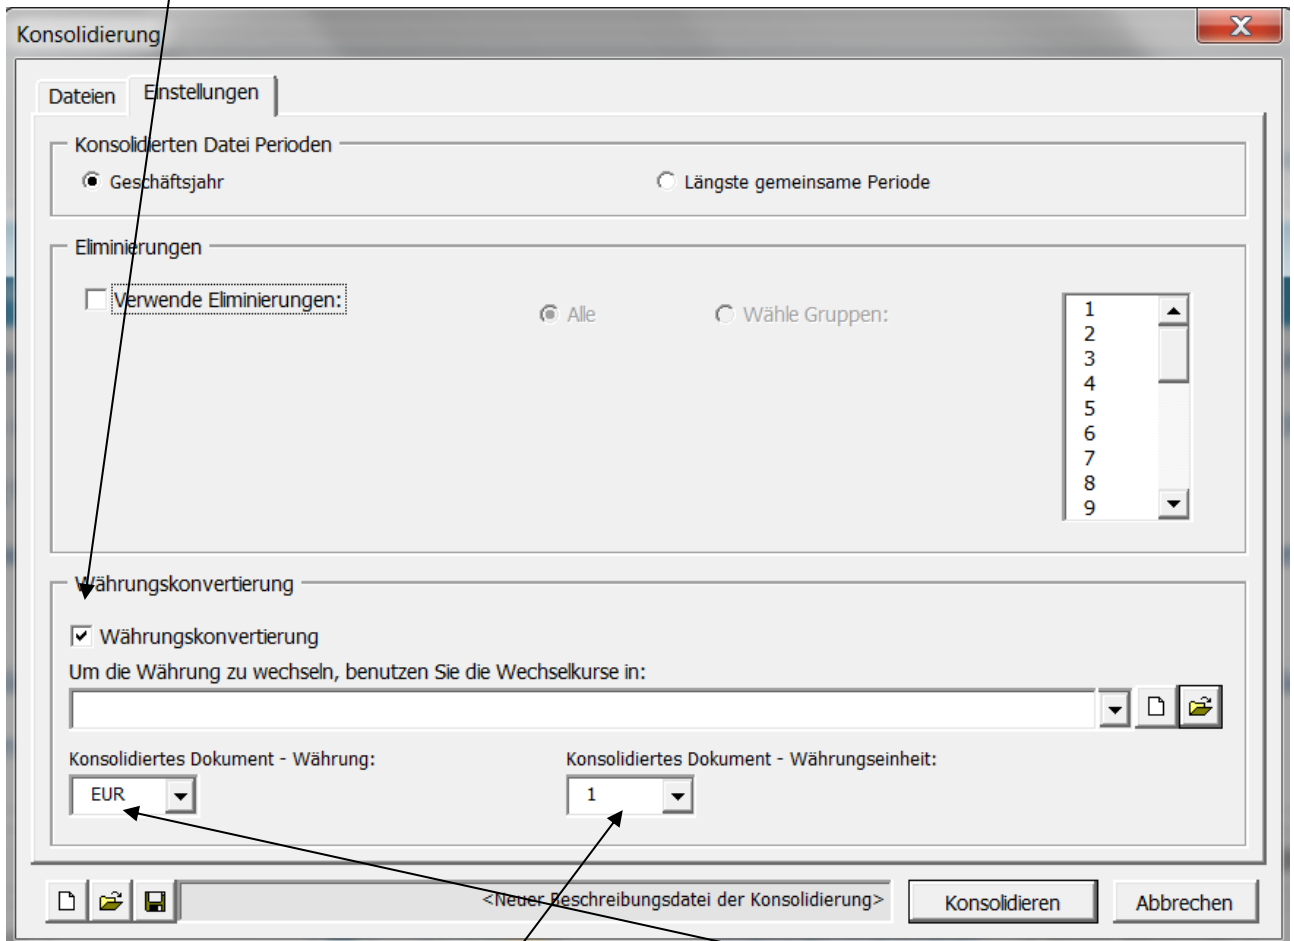 Konsolidierung
Dateien Einstellungen
Konsolidierten Datei Perioden
Geschäftsjahr Längste gemeinsame Periode
Eliminierungen
Verwende Eliminierungen: Alle Wähle Gruppen:
1
2
3
4
5
6
7
8
9
Währungskonvertierung
Währungskonvertierung
Um die Währung zu wechseln, benutzen Sie die Wechselkurse in:
Konsolidiertes Dokument - Währung: Konsolidiertes Dokument - Währungseinheit:
EUR 1
<Neuer Beschreibungsdatei der Konsolidierung> Konsolidieren Abbrechen